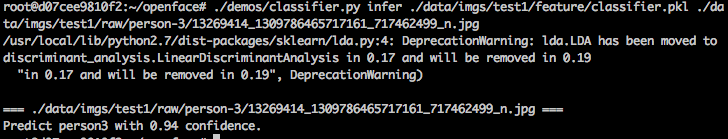 root@d07cee9810f2:~/openface# ./demos/classifier.py infer ./data/imgs/test1/feature/classifier.pkl ./da
ta/imgs/test1/raw/person-3/13269414_1309786465717161_717462499_n.jpg
/usr/local/lib/python2.7/dist-packages/sklearn/lda.py:4: DeprecationWarning: lda.LDA has been moved to
discriminant_analysis.LinearDiscriminantAnalysis in 0.17 and will be removed in 0.19
"in 0.17 and will be removed in 0.19", DeprecationWarning)
=== ./data/imgs/test1/raw/person-3/13269414_1309786465717161_717462499_n.jpg ===
Predict person3 with 0.94 confidence.